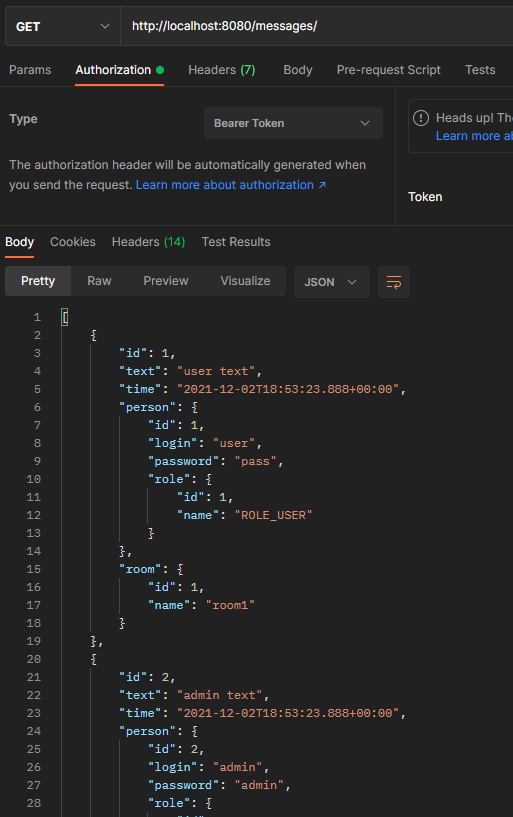 GET http://localhost:8080/messages/
Params Authorization Headers (7) Body Pre-request Script Tests
Type Bearer Token
Heads up! The
Learn more al
The authorization header will be automatically generated when
you send the request. Learn more about authorization ↗
Token
Body Cookies Headers (14) Test Results
Pretty Raw Preview Visualize JSON
1 [
2 {
3 "id": 1,
4 "text": "user text",
5 "time": "2021-12-02T18:53:23.888+00:00",
6 "person": {
7 "id": 1,
8 "login": "user",
9 "password": "pass",
10 "role": {
11 "id": 1,
12 "name": "ROLE_USER"
13 }
14 },
15 "room": {
16 "id": 1,
17 "name": "room1"
18 }
19 },
20 {
21 "id": 2,
22 "text": "admin text",
23 "time": "2021-12-02T18:53:23.888+00:00",
24 "person": {
25 "id": 2,
26 "login": "admin",
27 "password": "admin",
28 "role": {